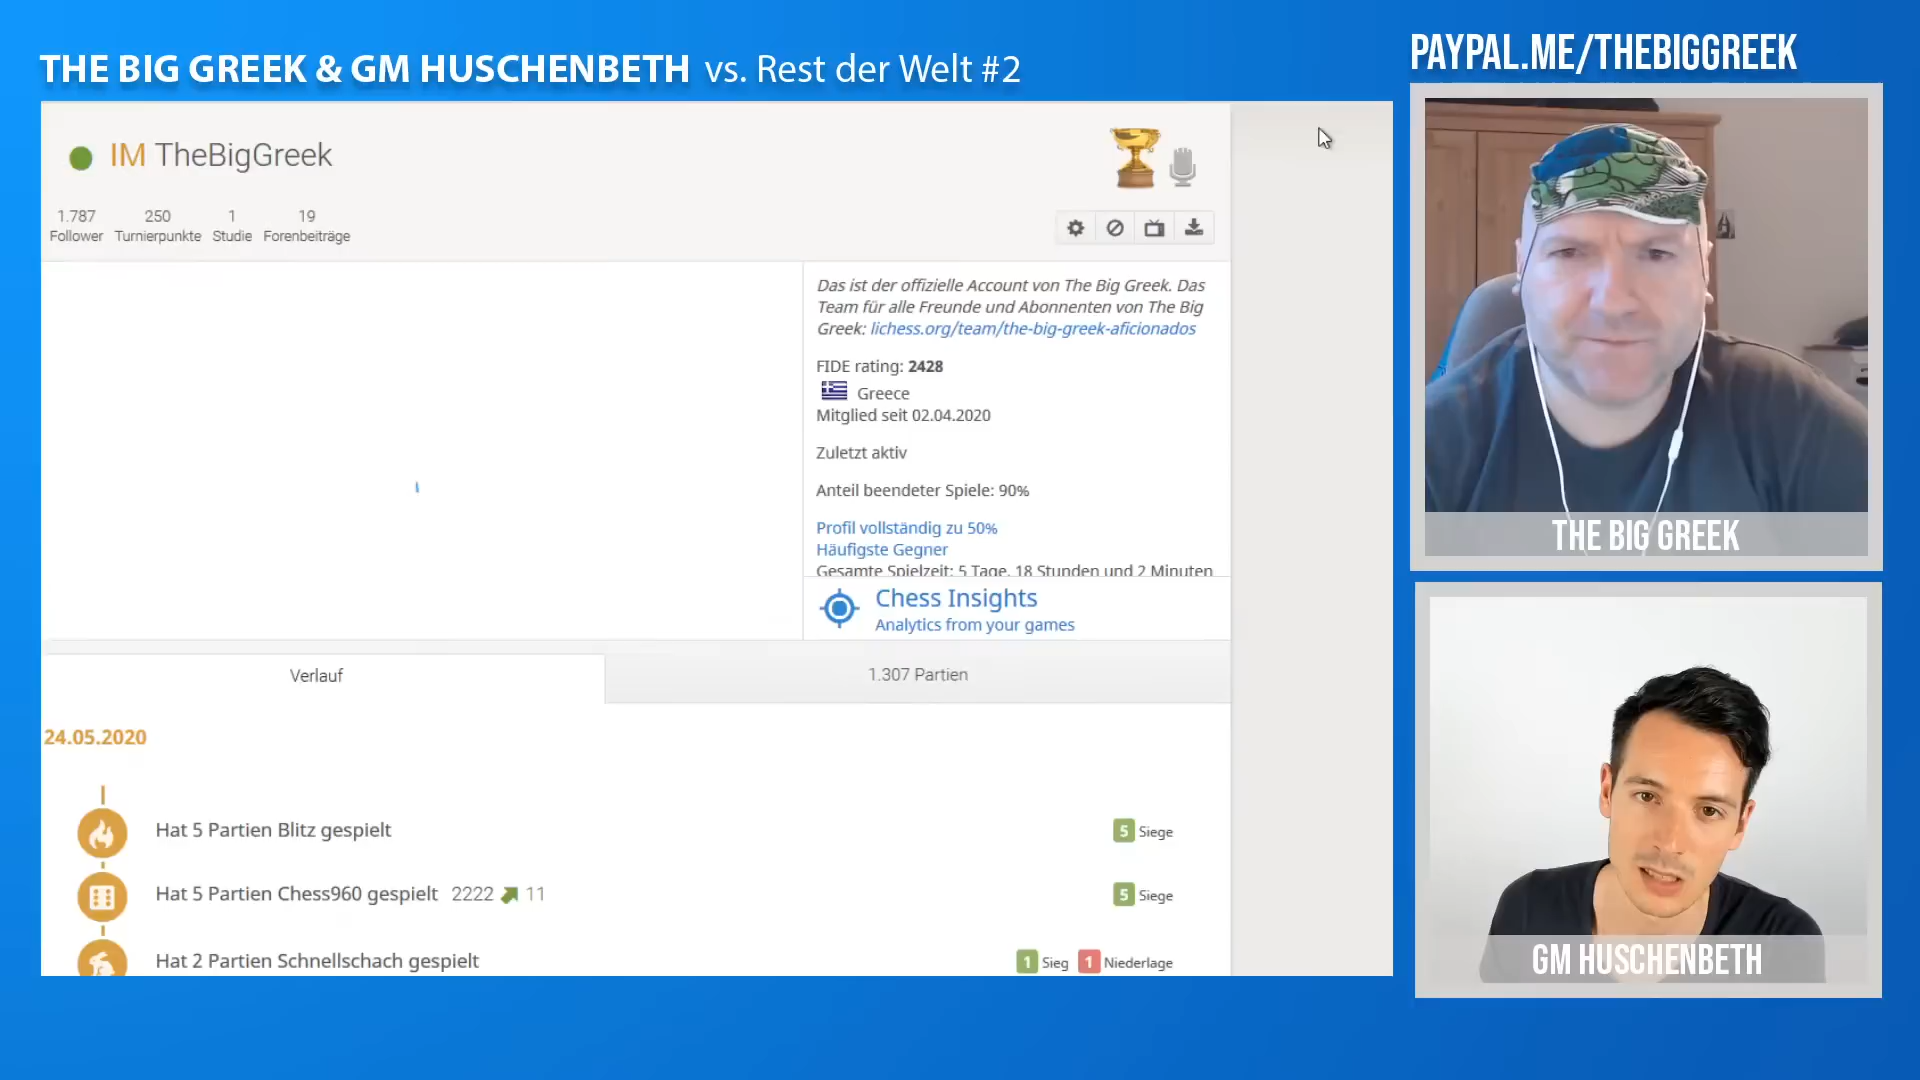 THE BIG GREEK & GM HUSCHENBETH vs. Rest der Welt #2
PAYPAL.ME/THEBIGGREEK
IM TheBigGreek
1.787 250 1 19
Follower Turnierpunkte Studie Forenbeiträge
Das ist der offizielle Account von The Big Greek. Das
Team für alle Freunde und Abonnenten von The Big
Greek: lichess.org/team/the-big-greek-aficionados
FIDE rating: 2428
Greece
Mitglied seit 02.04.2020
Zuletzt aktiv
Anteil beendeter Spiele: 90%
Profil vollständig zu 50%
Häufigste Gegner
Gesamte Spielzeit: 5 Tage, 18 Stunden und 2 Minuten
Chess Insights
Analytics from your games
Verlauf
1.307 Partien
24.05.2020
Hat 5 Partien Blitz gespielt 5 Siege
Hat 5 Partien Chess960 gespielt 2222 11 5 Siege
Hat 2 Partien Schnellschach gespielt 1 Sieg 1 Niederlage
THE BIG GREEK
GM HUSCHENBETH